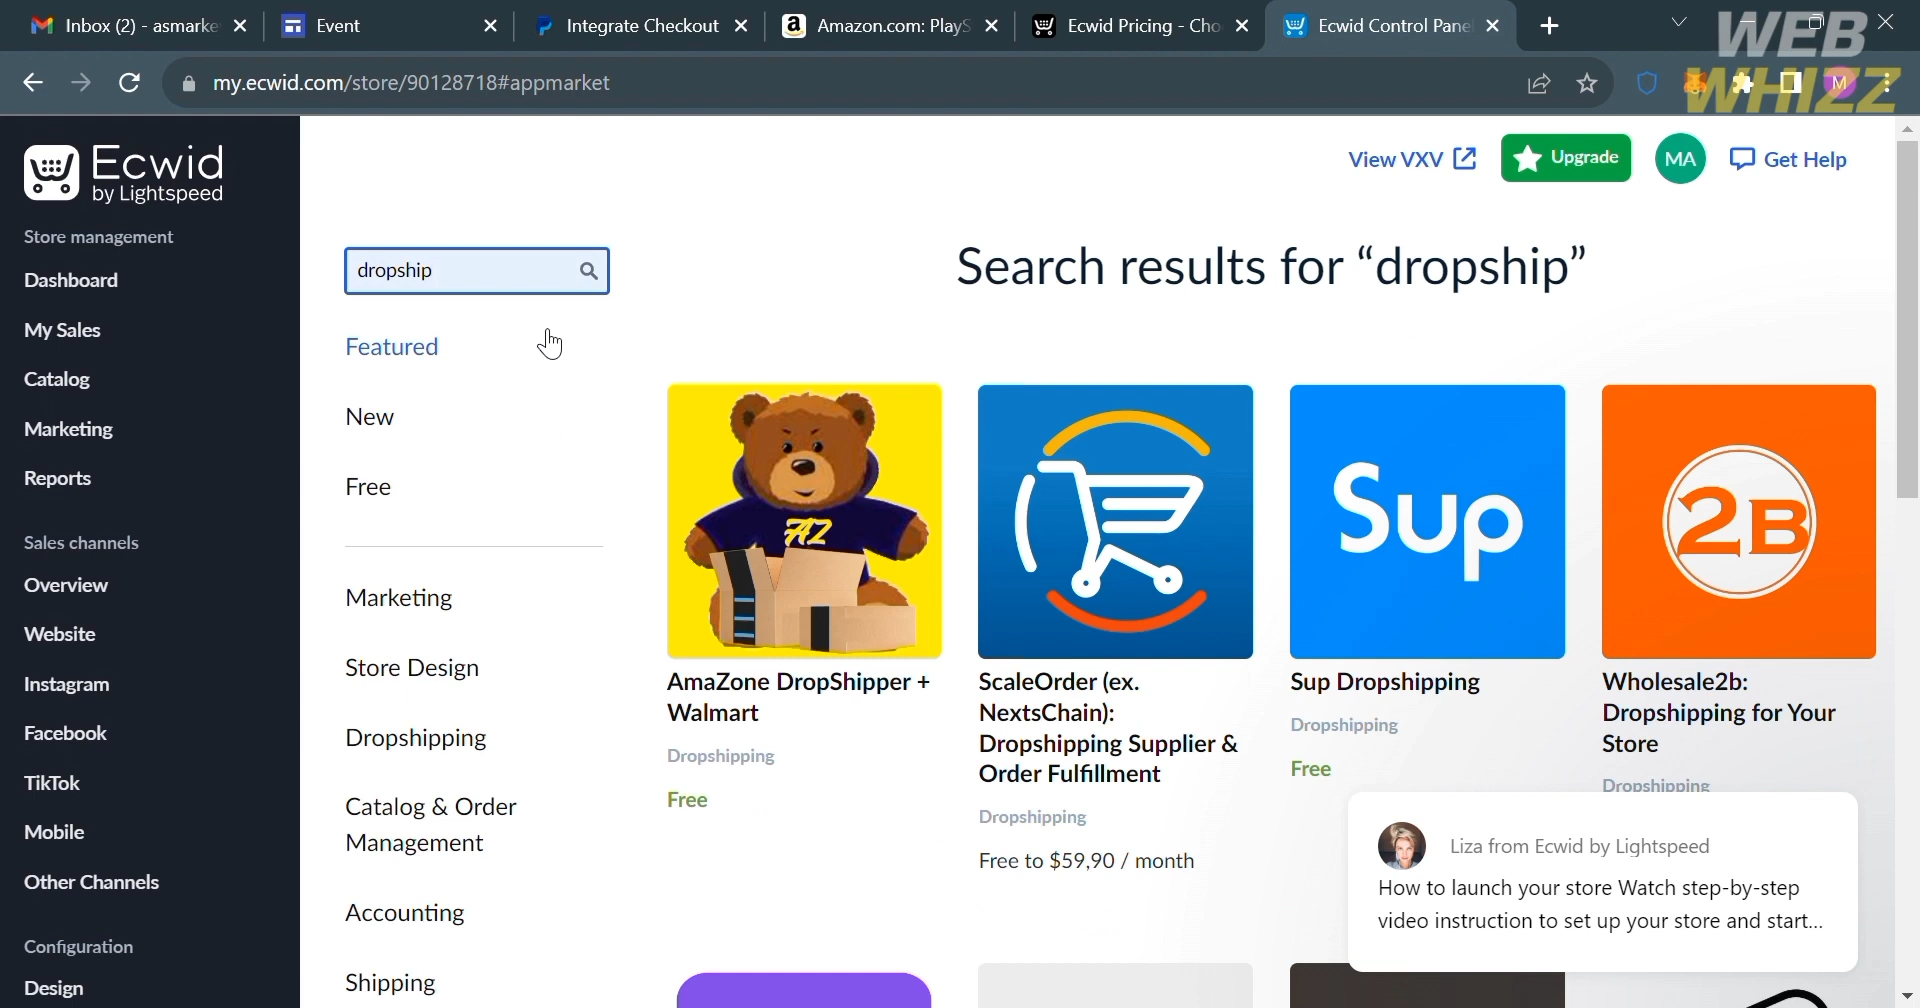 Inbox (2) - asmarke
Event
Integrate Checkout
Amazon.com: PlayS
Ecwid Pricing - Cho
Ecwid Control Pane
WEB
WHIZZ
my.ecwid.com/store/90128718#appmarket
M
Ecwid
by Lightspeed
View VXV
Upgrade
MA
Get Help
Store management
Dashboard
My Sales
Catalog
Marketing
Reports
Sales channels
Overview
Website
Instagram
Facebook
TikTok
Mobile
Other Channels
Configuration
Design
dropship
Featured
New
Free
Marketing
Store Design
Dropshipping
Catalog & Order
Management
Accounting
Shipping
Search results for “dropship”
AZ
AmaZone DropShipper +
Walmart
Dropshipping
Free
ScaleOrder (ex.
NextsChain):
Dropshipping Supplier &
Order Fulfillment
Dropshipping
Free to $59,90 / month
Sup
Sup Dropshipping
Dropshipping
Free
2B
Wholesale2b:
Dropshipping for Your
Store
Dropshipping
Liza from Ecwid by Lightspeed
How to launch your store Watch step-by-step
video instruction to set up your store and start...